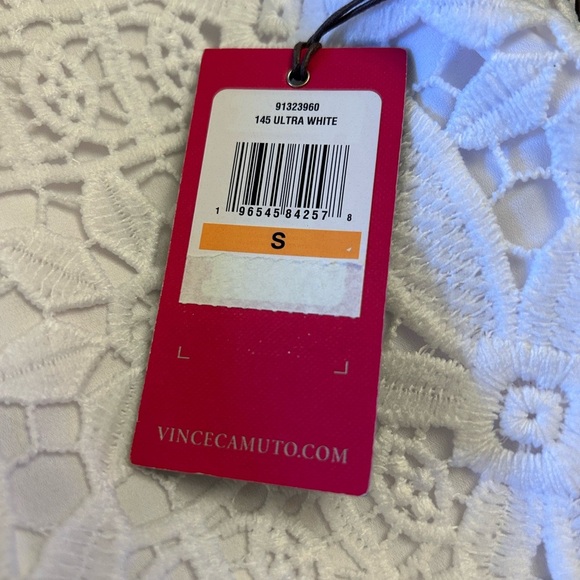 91323960
145 ULTRA WHITE
1 96545 84257 8
S
VINCECAMUTO.COM